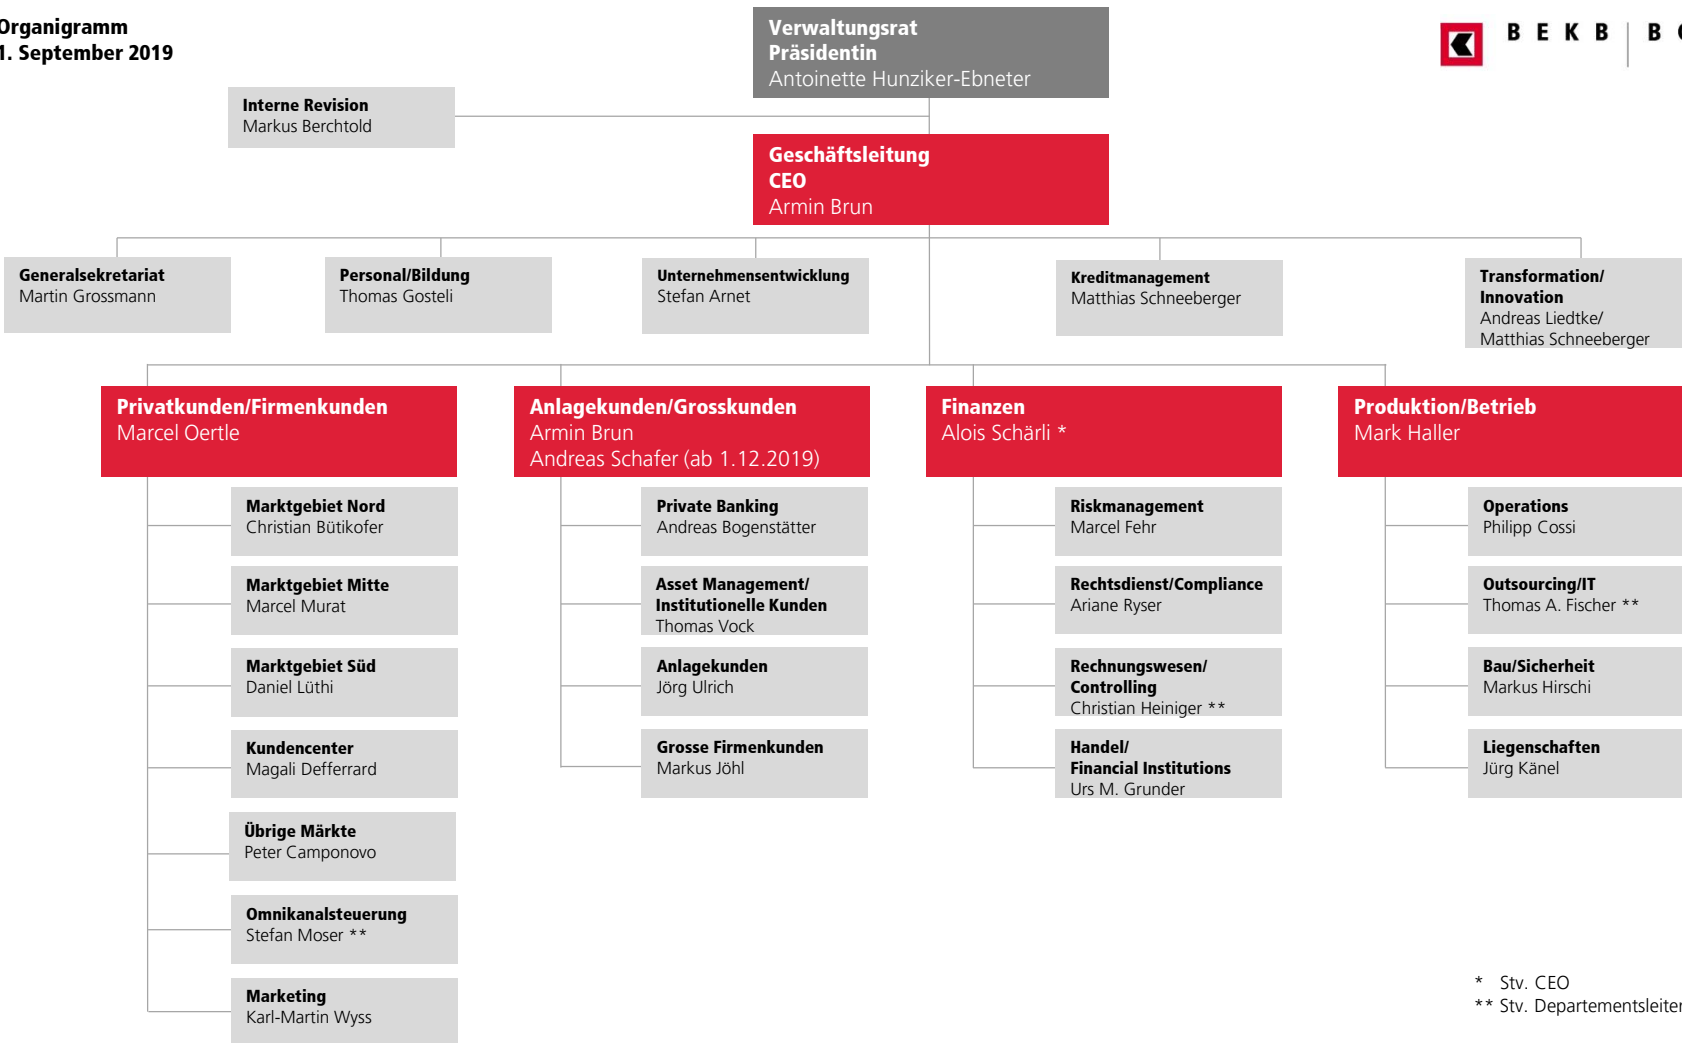 Organigramm
1. September 2019
Verwaltungsrat
Präsidentin
Antoinette Hunziker-Ebneter
BEKB | BC
Interne Revision
Markus Berchtold
Geschäftsleitung
CEO
Armin Brun
Generalsekretariat
Martin Grossmann
Personal/Bildung
Thomas Gosteli
Unternehmensentwicklung
Stefan Arnet
Kreditmanagement
Matthias Schneeberger
Transformation/
Innovation
Andreas Liedtke/
Matthias Schneeberger
Privatkunden/Firmenkunden
Marcel Oertle
Marktgebiet Nord
Christian Bütikofer
Marktgebiet Mitte
Marcel Murat
Marktgebiet Süd
Daniel Lüthi
Kundencenter
Magali Defferrard
Übrige Märkte
Peter Camponovo
Omnikanalsteuerung
Stefan Moser **
Marketing
Karl-Martin Wyss
Anlagekunden/Grosskunden
Armin Brun
Andreas Schafer (ab 1.12.2019)
Private Banking
Andreas Bogenstätter
Asset Management/
Institutionelle Kunden
Thomas Vock
Anlagekunden
Jörg Ulrich
Grosse Firmenkunden
Markus Jöhl
Finanzen
Alois Schärli *
Riskmanagement
Marcel Fehr
Rechtsdienst/Compliance
Ariane Ryser
Rechnungswesen/
Controlling
Christian Heiniger **
Handel/
Financial Institutions
Urs M. Grunder
Produktion/Betrieb
Mark Haller
Operations
Philipp Cossi
Outsourcing/IT
Thomas A. Fischer **
Bau/Sicherheit
Markus Hirschi
Liegenschaften
Jürg Känel
* Stv. CEO
** Stv. Departementsleiter